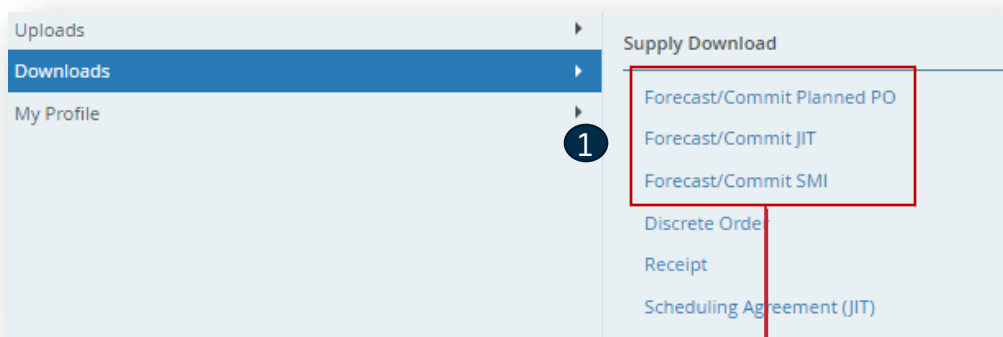 Uploads
Downloads
My Profile
1
Supply Download
Forecast/Commit Planned PO
Forecast/Commit JIT
Forecast/Commit SMI
Discrete Order
Receipt
Scheduling Agreement (JIT)